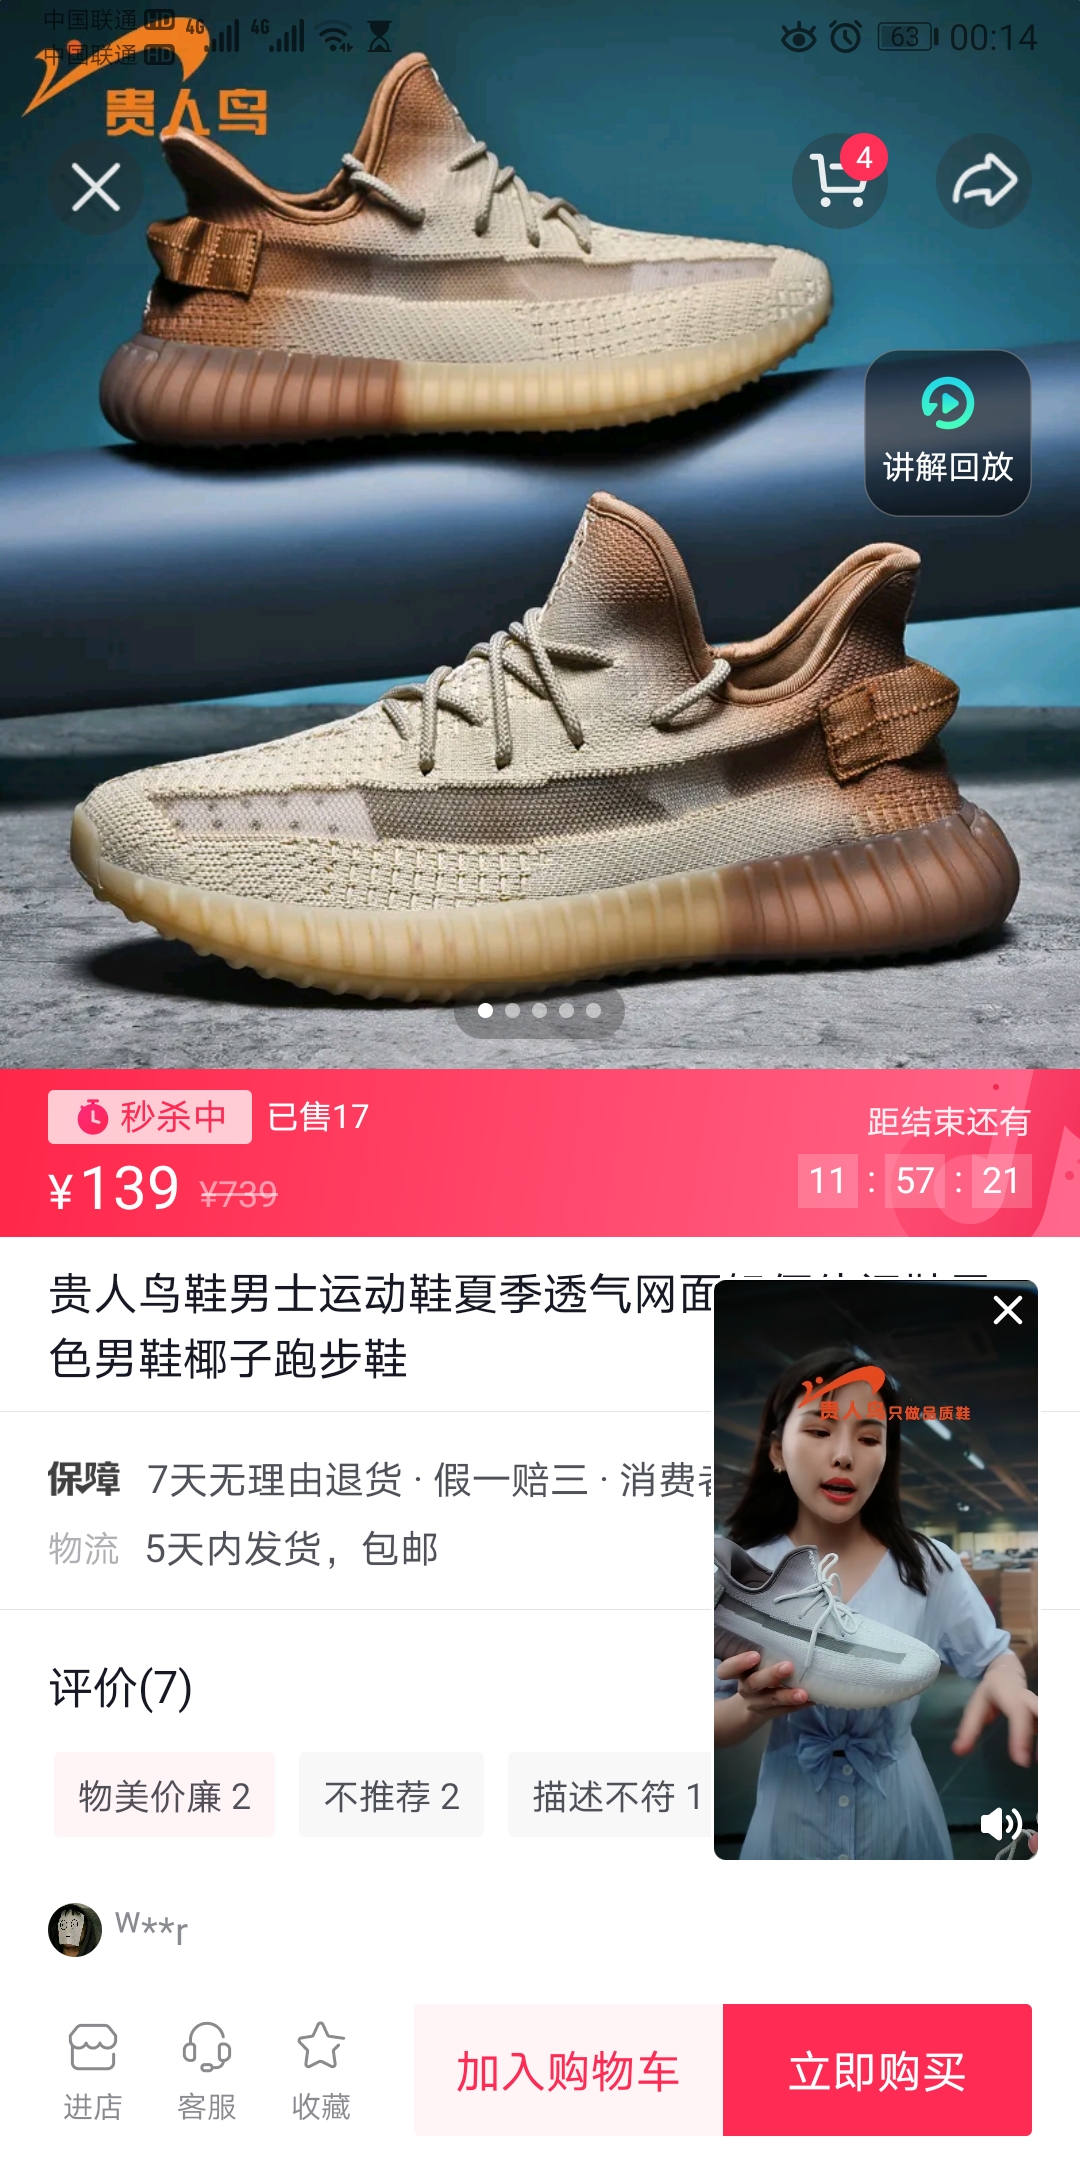 中国联通 HD 4G 4G 63 00:14
中国联通 HD
贵人鸟
4
讲解回放
秒杀中 已售17 距结束还有
¥139 ¥739 11 : 57 : 21
贵人鸟鞋男士运动鞋夏季透气网面
色男鞋椰子跑步鞋
贵人鸟只做品质鞋
保障 7天无理由退货 · 假一赔三 · 消费
物流 5天内发货，包邮
评价(7)
物美价廉 2 不推荐 2 描述不符 1
w**r
进店 客服 收藏 加入购物车 立即购买